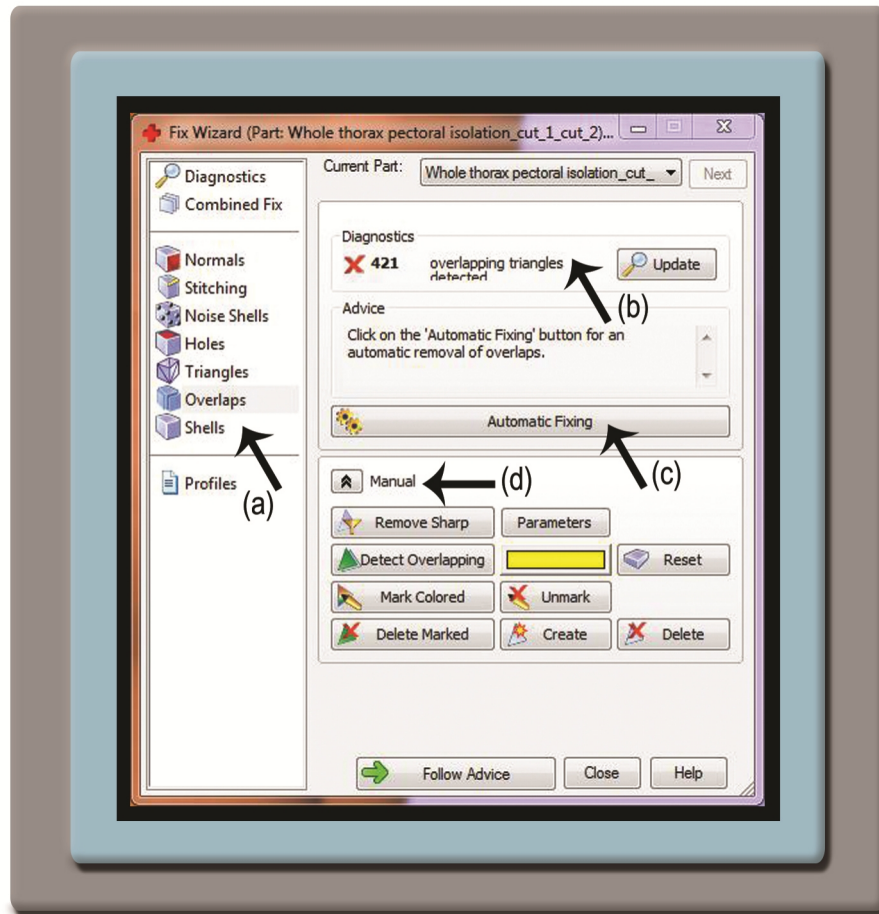 Fix Wizard (Part: Whole thorax pectoral isolation_cut_1_cut_2)...
Diagnostics
Combined Fix
Normals
Stitching
Noise Shells
Holes
Triangles
Overlaps
Shells
Profiles
(a)
Current Part: Whole thorax pectoral isolation_cut_ Next
Diagnostics
421 overlapping triangles
detected
Update
(b)
Advice
Click on the 'Automatic Fixing' button for an
automatic removal of overlaps.
Automatic Fixing
(c)
Manual
(d)
Remove Sharp Parameters
Detect Overlapping Reset
Mark Colored Unmark
Delete Marked Create Delete
Follow Advice Close Help